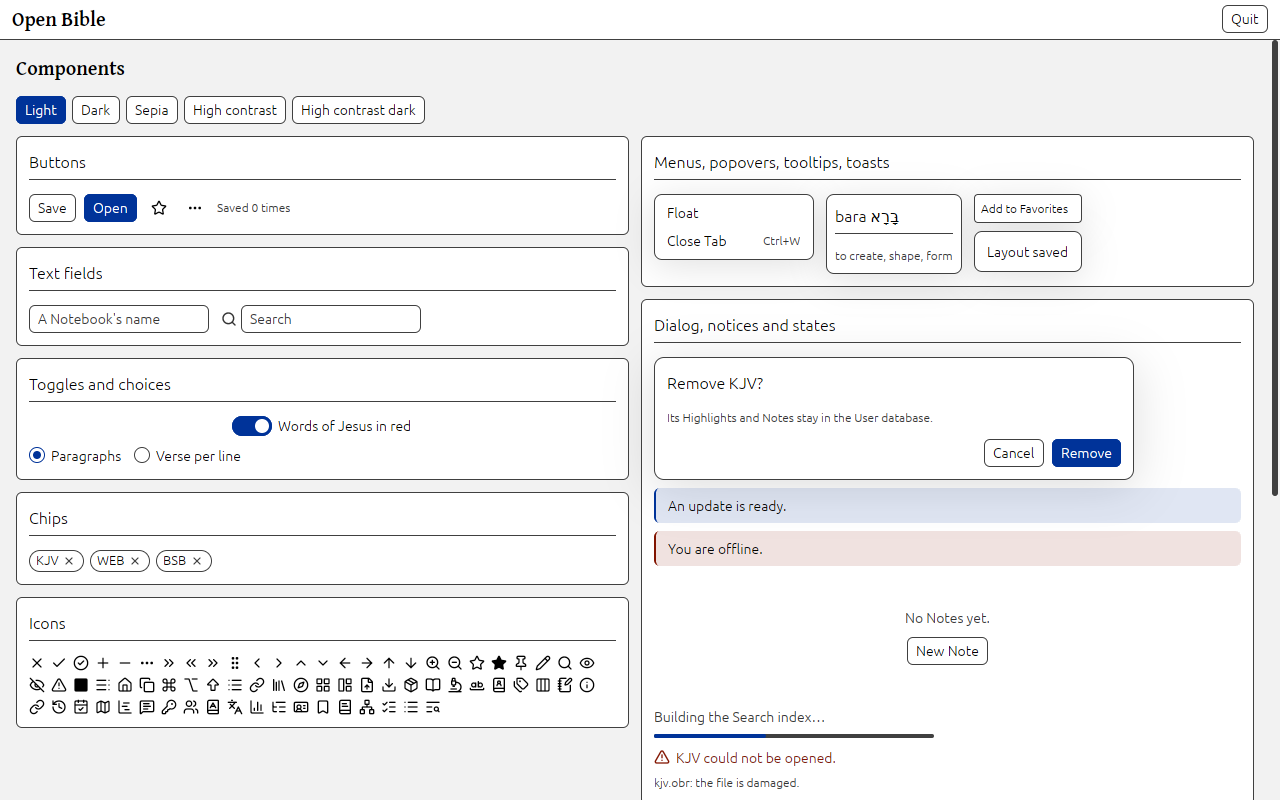 Open Bible
Quit
Components
Light Dark Sepia High contrast High contrast dark
Buttons
Save Open Saved 0 times
Text fields
A Notebook's name Search
Toggles and choices
Words of Jesus in red
Paragraphs Verse per line
Chips
KJV WEB BSB
Icons
Menus, popovers, tooltips, toasts
Float
Close Tab Ctrl+W
bara בָּרָא
to create, shape, form
Add to Favorites
Layout saved
Dialog, notices and states
Remove KJV?
Its Highlights and Notes stay in the User database.
Cancel Remove
An update is ready.
You are offline.
No Notes yet.
New Note
Building the Search index…
KJV could not be opened.
kjv.obr: the file is damaged.